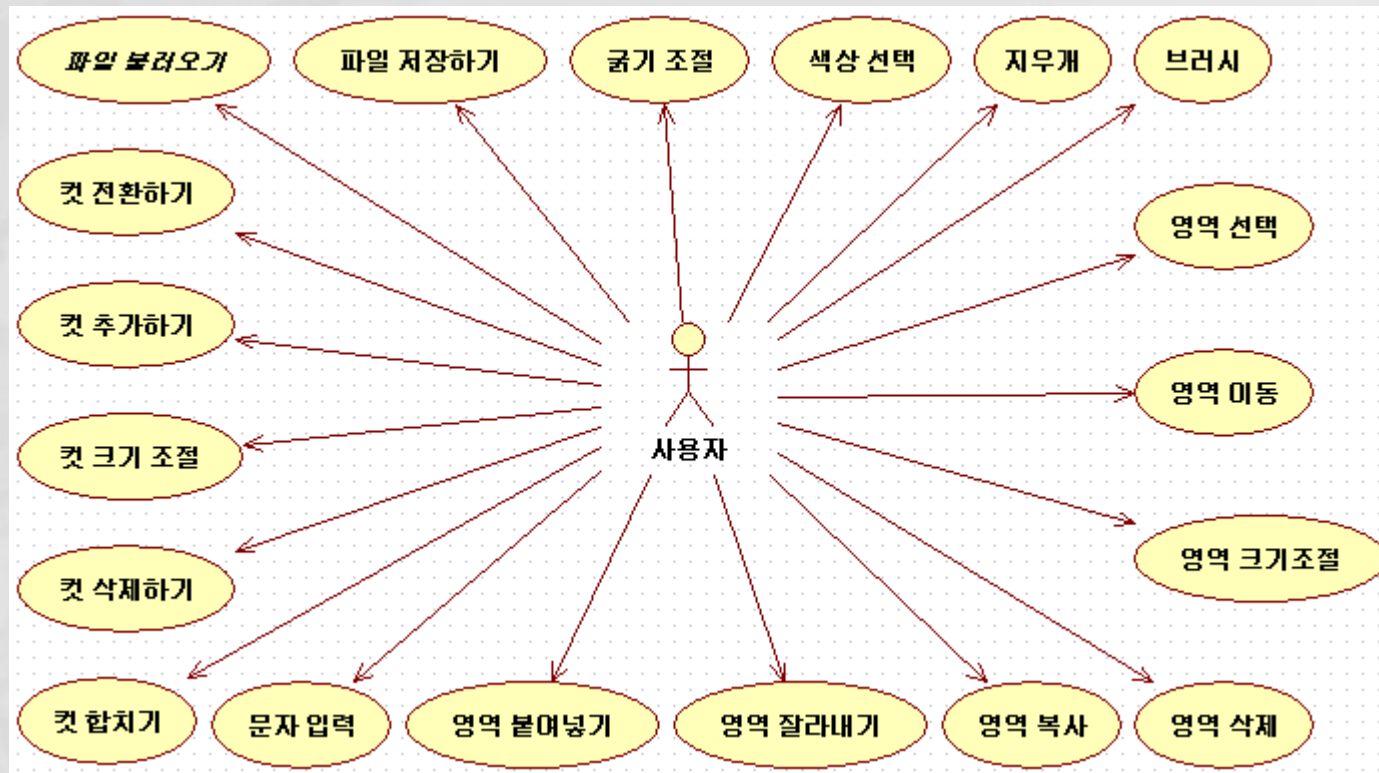 파일 불러오기
파일 저장하기
굵기 조절
색상 선택
지우개
브러시
컷 전환하기
영역 선택
컷 추가하기
영역 이동
컷 크기 조절
사용자
영역 크기조절
컷 삭제하기
컷 합치기
문자 입력
영역 붙여넣기
영역 잘라내기
영역 복사
영역 삭제